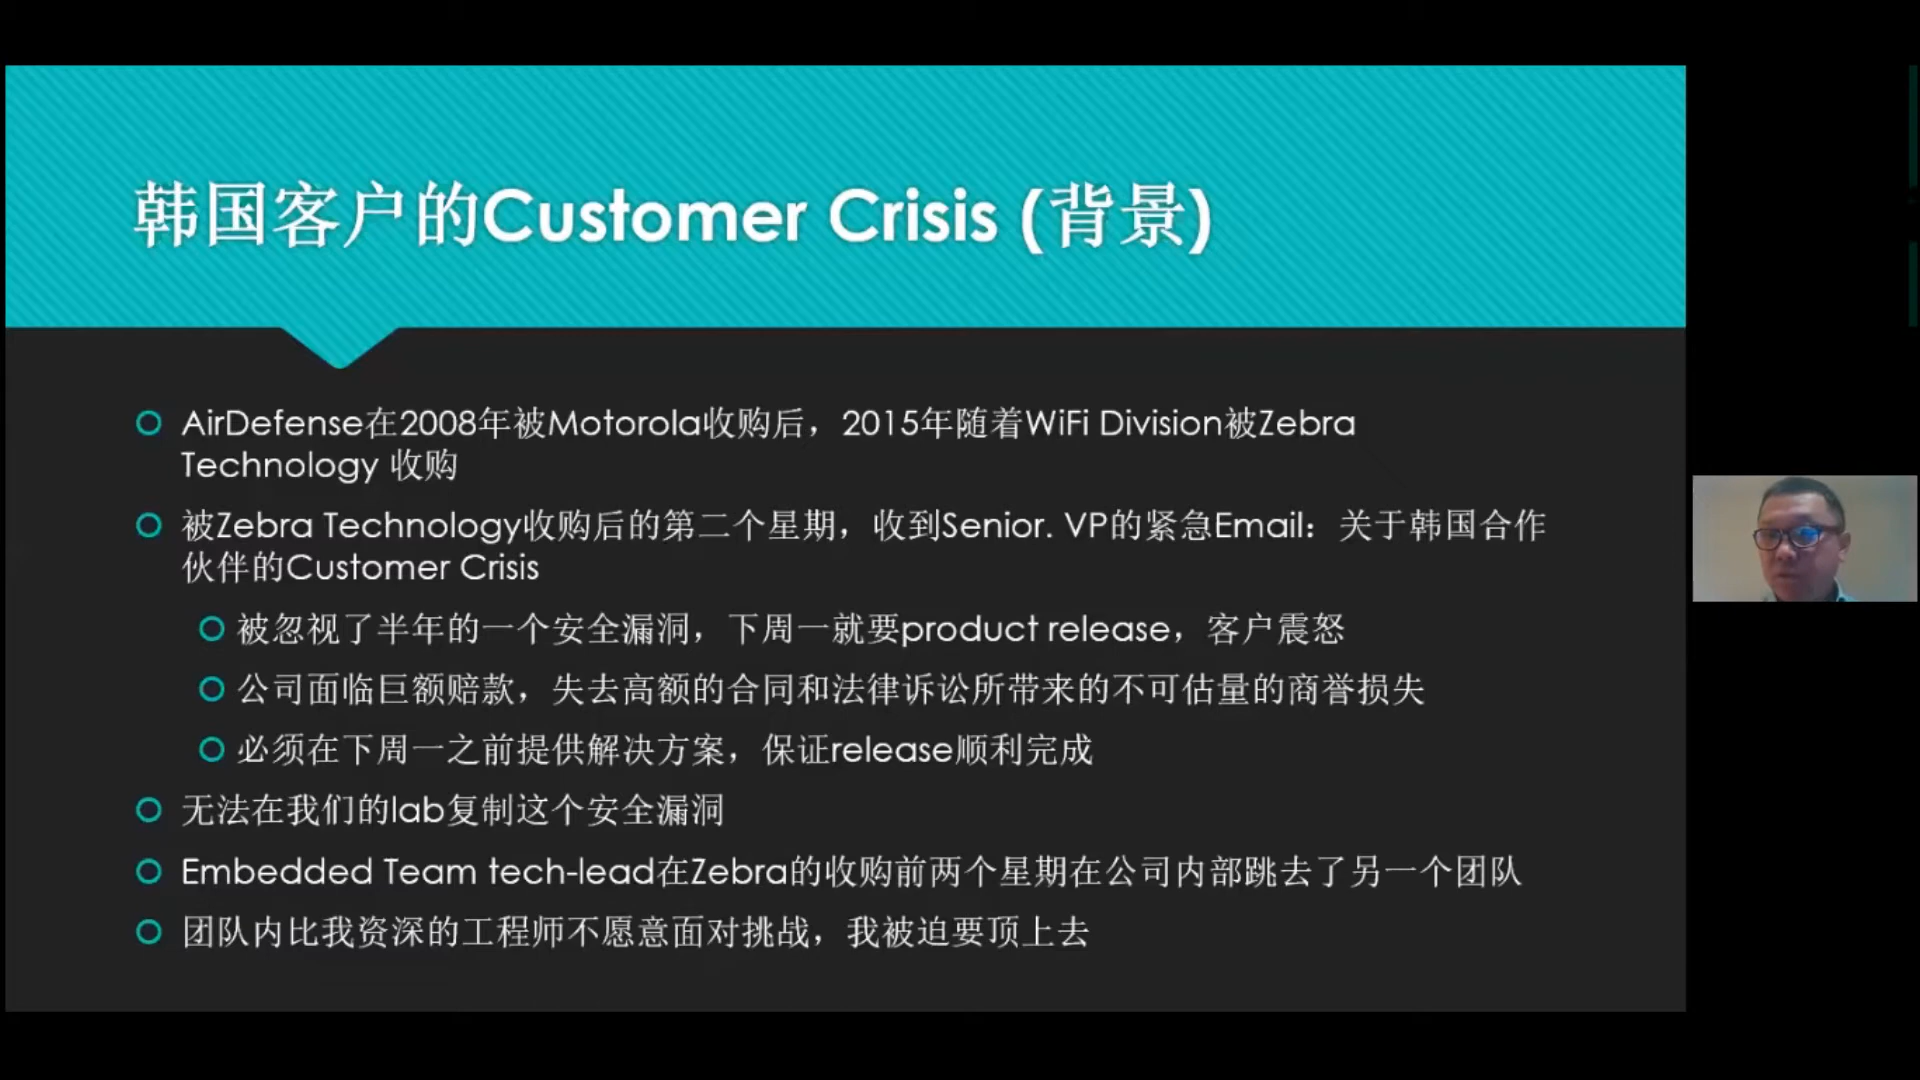 韩国客户的Customer Crisis (背景)
AirDefense在2008年被Motorola收购后，2015年随着WiFi Division被Zebra
Technology 收购
被Zebra Technology收购后的第二个星期，收到Senior. VP的紧急Email：关于韩国合作
伙伴的Customer Crisis
被忽视了半年的一个安全漏洞，下周一就要product release，客户震怒
公司面临巨额赔款，失去高额的合同和法律诉讼所带来的不可估量的商誉损失
必须在下周一之前提供解决方案，保证release顺利完成
无法在我们的lab复制这个安全漏洞
Embedded Team tech-lead在Zebra的收购前两个星期在公司内部跳去了另一个团队
团队内比我资深的工程师不愿意面对挑战，我被迫要顶上去